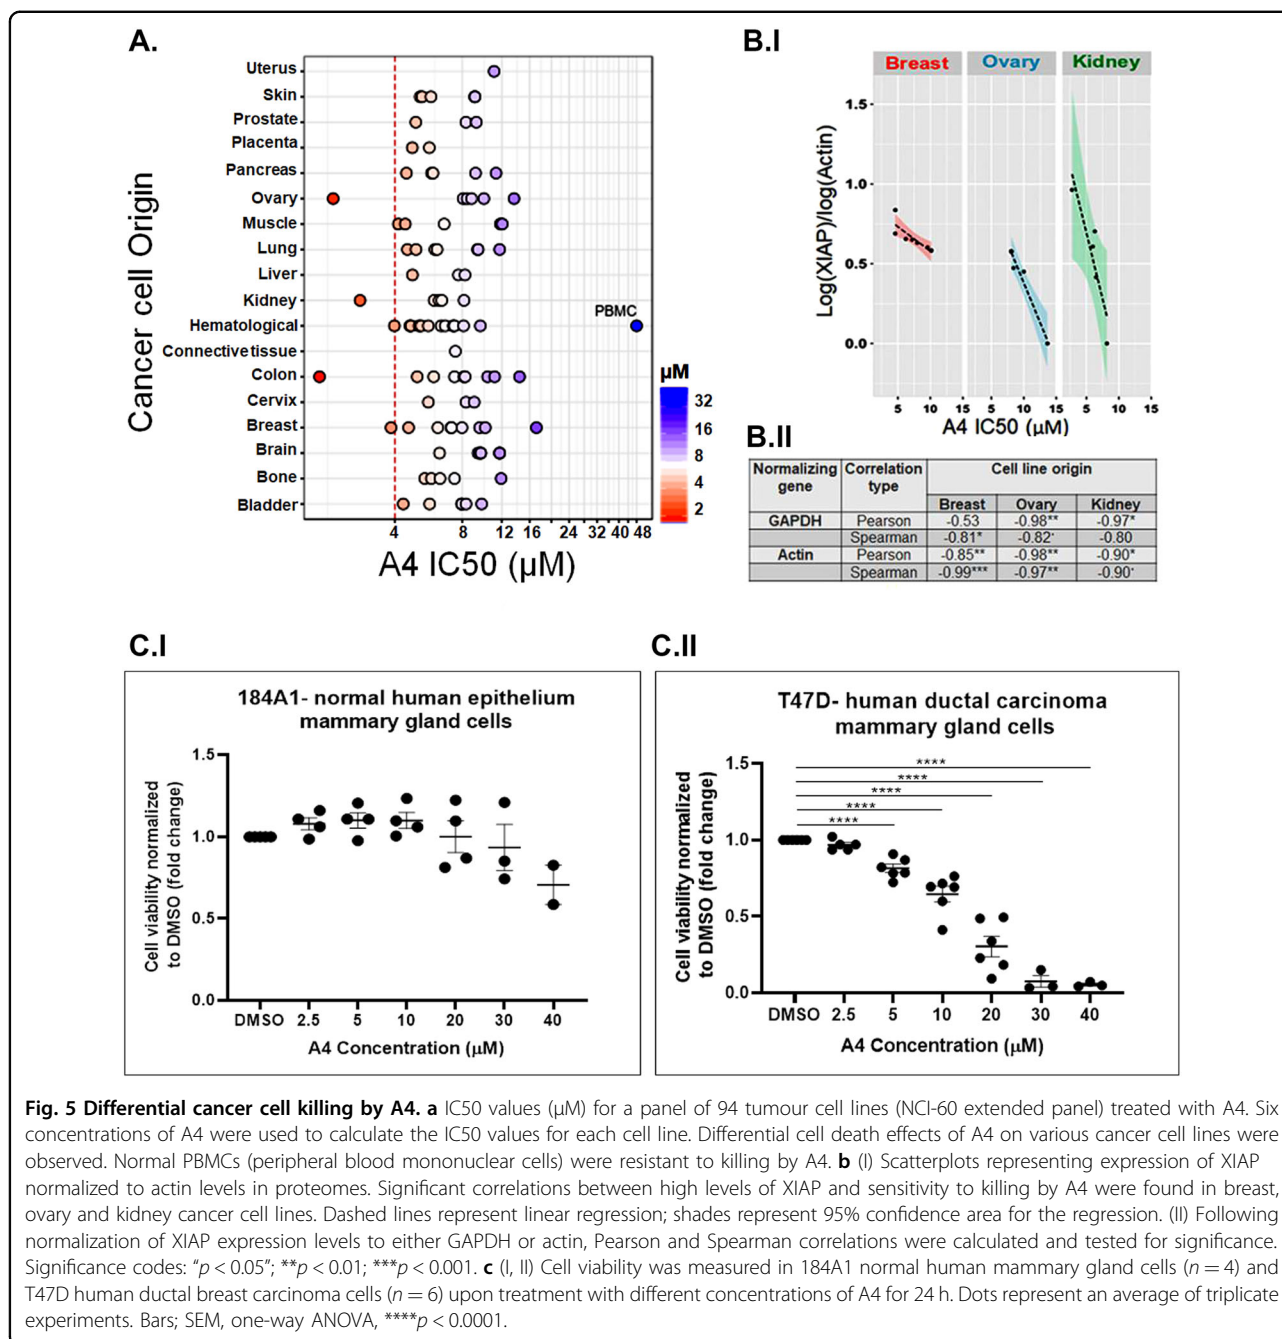 A.
Cancer cell Origin
Uterus
Skin
Prostate
Placenta
Pancreas
Ovary
Muscle
Lung
Liver
Kidney
Hematological
Connective tissue
Colon
Cervix
Breast
Brain
Bone
Bladder
PBMC
4 8 12 16 24 32 40 48
A4 IC50 (µM)
µM
32
16
8
4
2
B.I
Breast Ovary Kidney
Log(XIAP)/log(Actin)
1.5
1.0
0.5
0.0
5 10 15 5 10 15 5 10 15
A4 IC50 (µM)
B.II
Normalizing gene Correlation type Cell line origin
Breast Ovary Kidney
GAPDH Pearson -0.53 -0.98** -0.97*
Spearman -0.81* -0.82· -0.80
Actin Pearson -0.85** -0.98** -0.90*
Spearman -0.99*** -0.97** -0.90·
C.I
184A1- normal human epithelium
mammary gland cells
Cell viability normalized
to DMSO (fold change)
1.5
1.0
0.5
0.0
DMSO 2.5 5 10 20 30 40
A4 Concentration (µM)
C.II
T47D- human ductal carcinoma
mammary gland cells
Cell viability normalized
to DMSO (fold change)
1.5
1.0
0.5
0.0
****
****
****
****
****
DMSO 2.5 5 10 20 30 40
A4 Concentration (µM)
Fig. 5 Differential cancer cell killing by A4. a IC50 values (µM) for a panel of 94 tumour cell lines (NCI-60 extended panel) treated with A4. Six
concentrations of A4 were used to calculate the IC50 values for each cell line. Differential cell death effects of A4 on various cancer cell lines were
observed. Normal PBMCs (peripheral blood mononuclear cells) were resistant to killing by A4. b (I) Scatterplots representing expression of XIAP
normalized to actin levels in proteomes. Significant correlations between high levels of XIAP and sensitivity to killing by A4 were found in breast,
ovary and kidney cancer cell lines. Dashed lines represent linear regression; shades represent 95% confidence area for the regression. (II) Following
normalization of XIAP expression levels to either GAPDH or actin, Pearson and Spearman correlations were calculated and tested for significance.
Significance codes: "p < 0.05"; **p < 0.01; ***p < 0.001. c (I, II) Cell viability was measured in 184A1 normal human mammary gland cells (n = 4) and
T47D human ductal breast carcinoma cells (n = 6) upon treatment with different concentrations of A4 for 24 h. Dots represent an average of triplicate
experiments. Bars; SEM, one-way ANOVA, ****p < 0.0001.